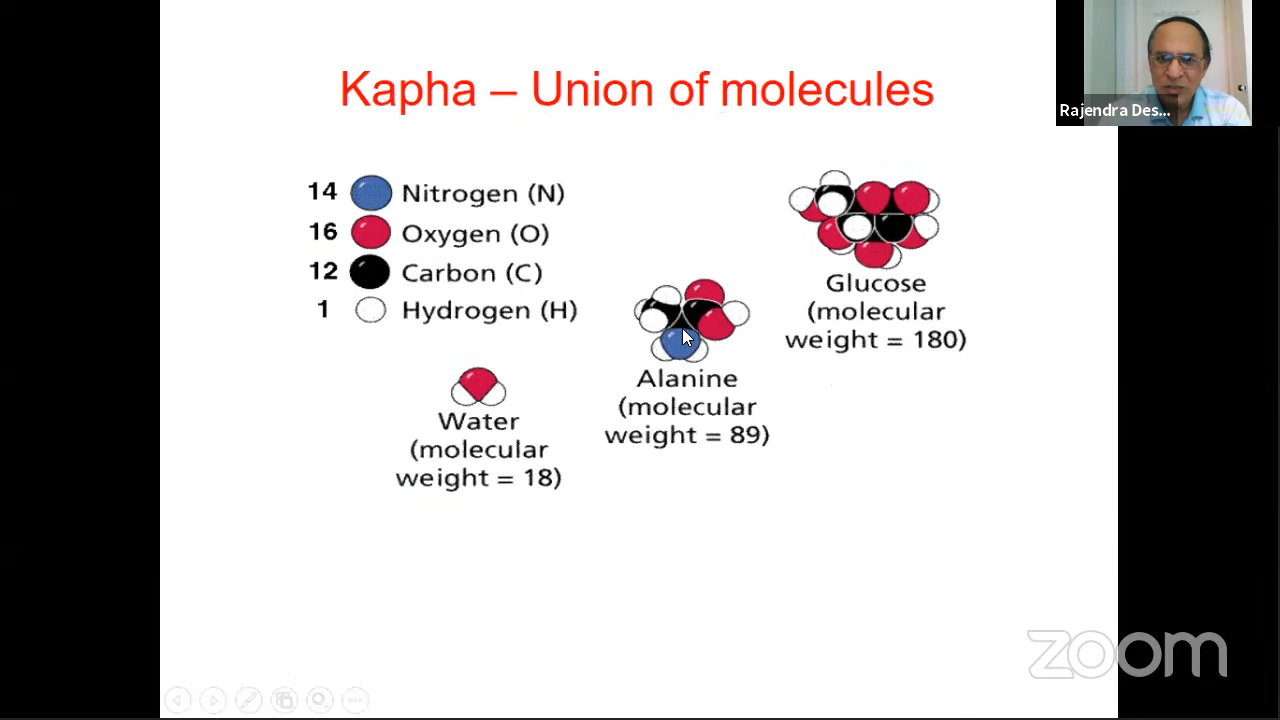 Kapha – Union of molecules
Rajendra Des...
14 Nitrogen (N)
16 Oxygen (O)
12 Carbon (C)
1 Hydrogen (H)
Glucose
(molecular
weight = 180)
Alanine
(molecular
weight = 89)
Water
(molecular
weight = 18)
zoom